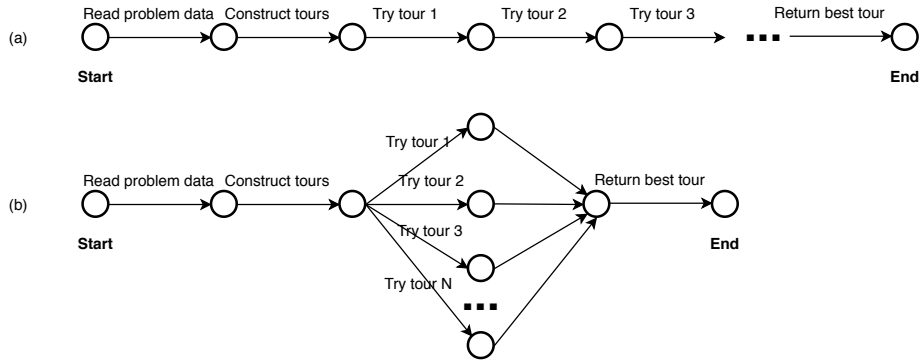 (a)
Read problem data
Construct tours
Try tour 1
Try tour 2
Try tour 3
Return best tour
Start
End
(b)
Read problem data
Construct tours
Try tour 1
Try tour 2
Try tour 3
Try tour N
Return best tour
Start
End